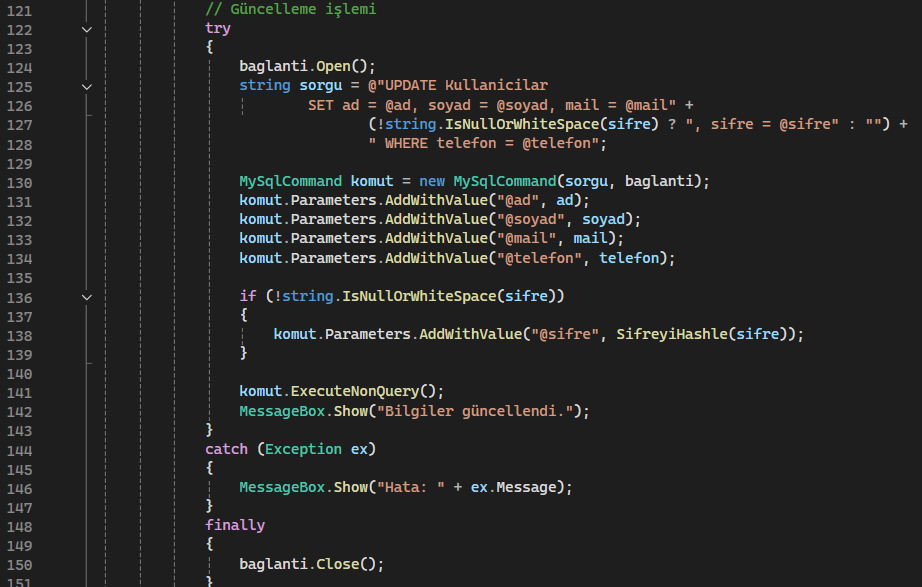 121 // Güncelleme işlemi
122 try
123 {
124 baglanti.Open();
125 string sorgu = @"UPDATE Kullanicilar
126 SET ad = @ad, soyad = @soyad, mail = @mail" +
127 (!string.IsNullOrWhiteSpace(sifre) ? ", sifre = @sifre" : "") +
128 " WHERE telefon = @telefon";
129
130 MySqlCommand komut = new MySqlCommand(sorgu, baglanti);
131 komut.Parameters.AddWithValue("@ad", ad);
132 komut.Parameters.AddWithValue("@soyad", soyad);
133 komut.Parameters.AddWithValue("@mail", mail);
134 komut.Parameters.AddWithValue("@telefon", telefon);
135
136 if (!string.IsNullOrWhiteSpace(sifre))
137 {
138 komut.Parameters.AddWithValue("@sifre", SifreyiHashle(sifre));
139 }
140
141 komut.ExecuteNonQuery();
142 MessageBox.Show("Bilgiler güncellendi.");
143 }
144 catch (Exception ex)
145 {
146 MessageBox.Show("Hata: " + ex.Message);
147 }
148 finally
149 {
150 baglanti.Close();
151 }